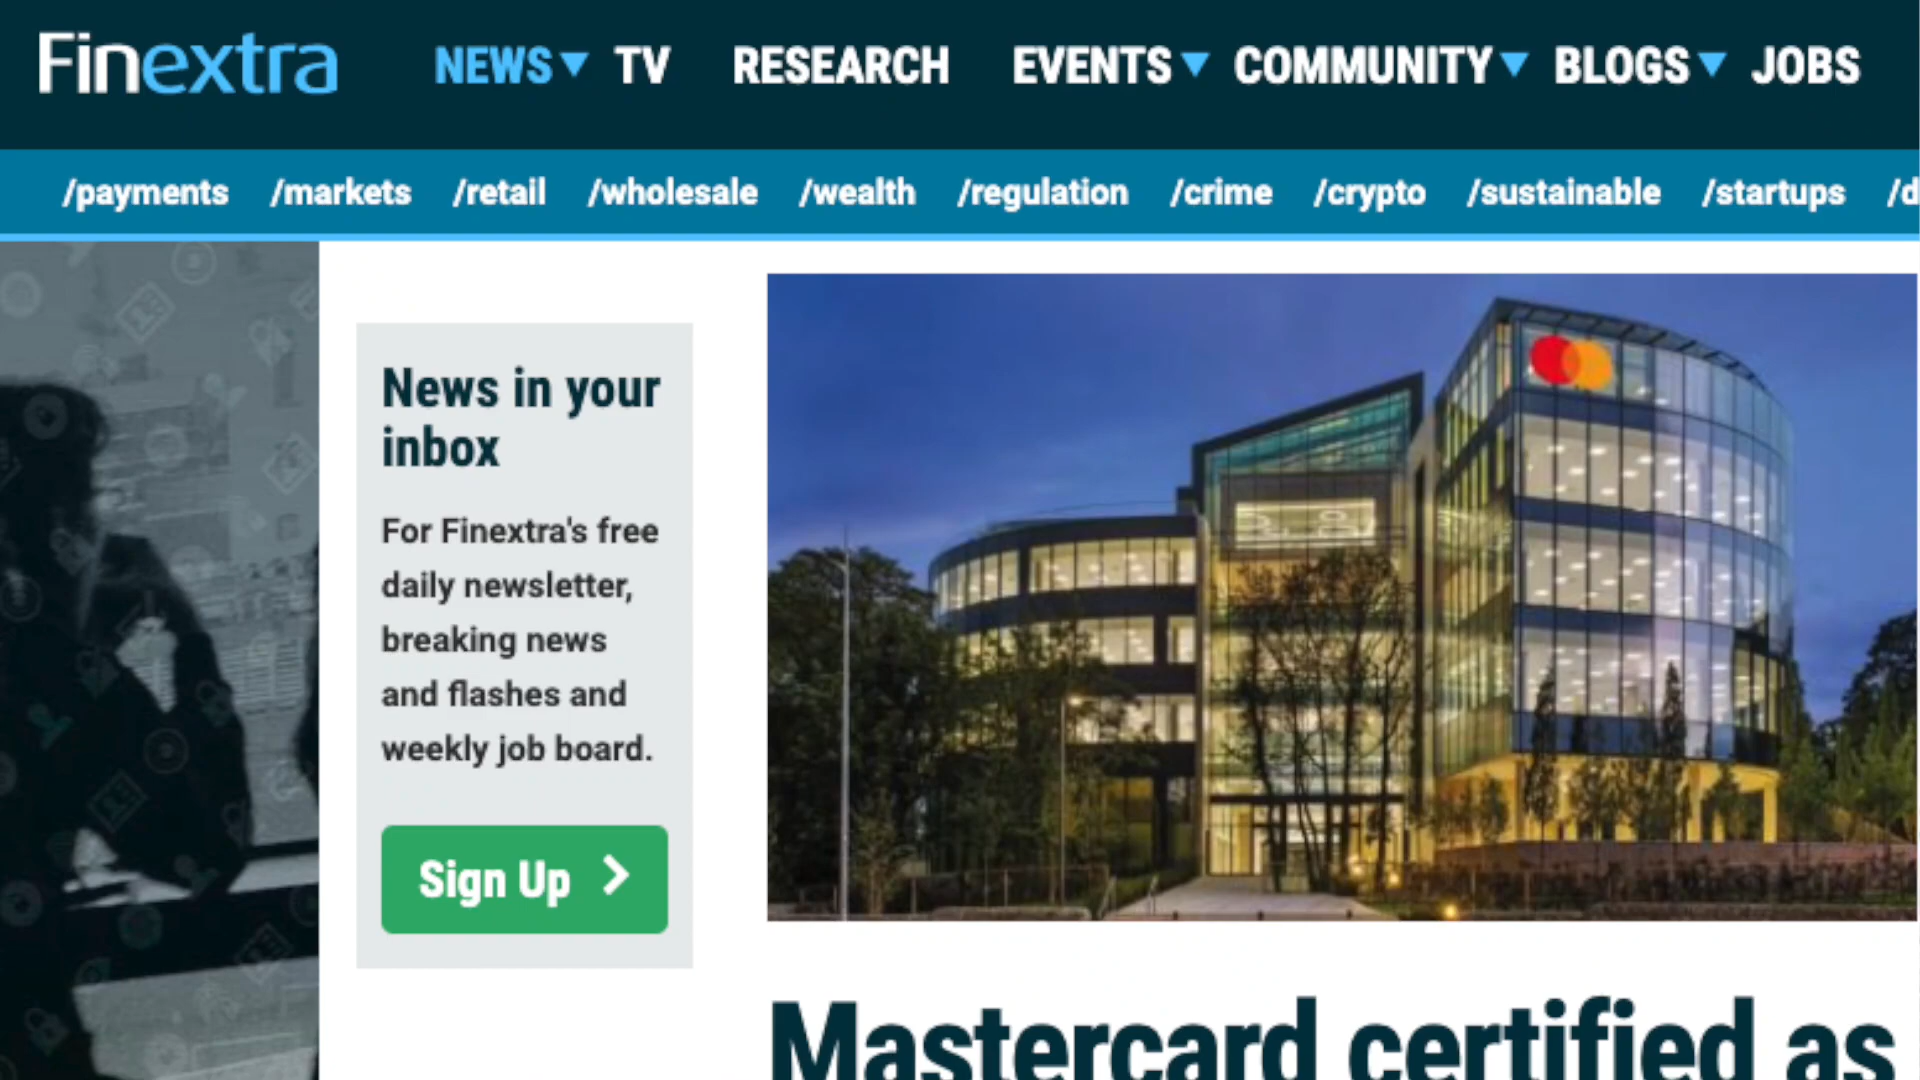 Finextra NEWS TV RESEARCH EVENTS COMMUNITY BLOGS JOBS
/payments /markets /retail /wholesale /wealth /regulation /crime /crypto /sustainable /startups /d
News in your
inbox
For Finextra's free
daily newsletter,
breaking news
and flashes and
weekly job board.
Sign Up
Mastercard certified as